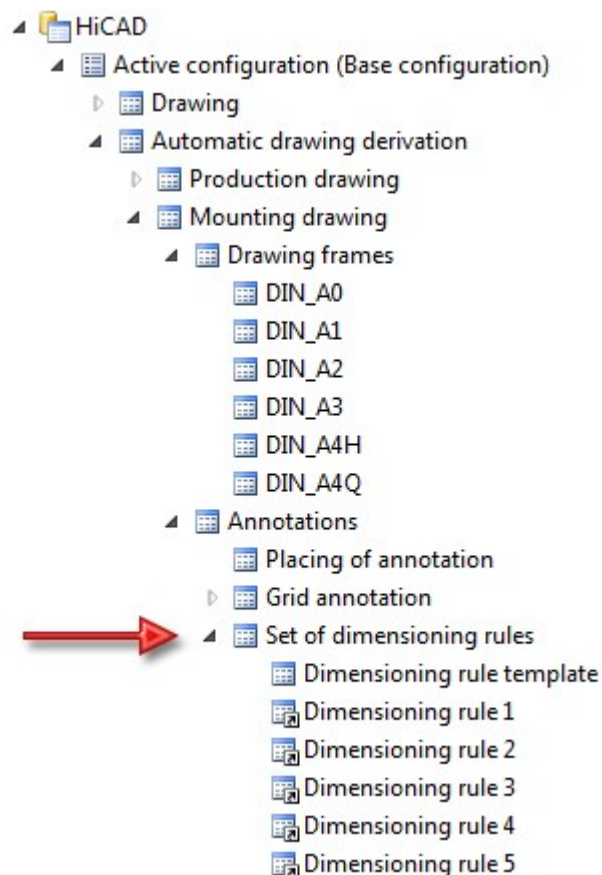 HiCAD
Active configuration (Base configuration)
Drawing
Automatic drawing derivation
Production drawing
Mounting drawing
Drawing frames
DIN_A0
DIN_A1
DIN_A2
DIN_A3
DIN_A4H
DIN_A4Q
Annotations
Placing of annotation
Grid annotation
Set of dimensioning rules
Dimensioning rule template
Dimensioning rule 1
Dimensioning rule 2
Dimensioning rule 3
Dimensioning rule 4
Dimensioning rule 5